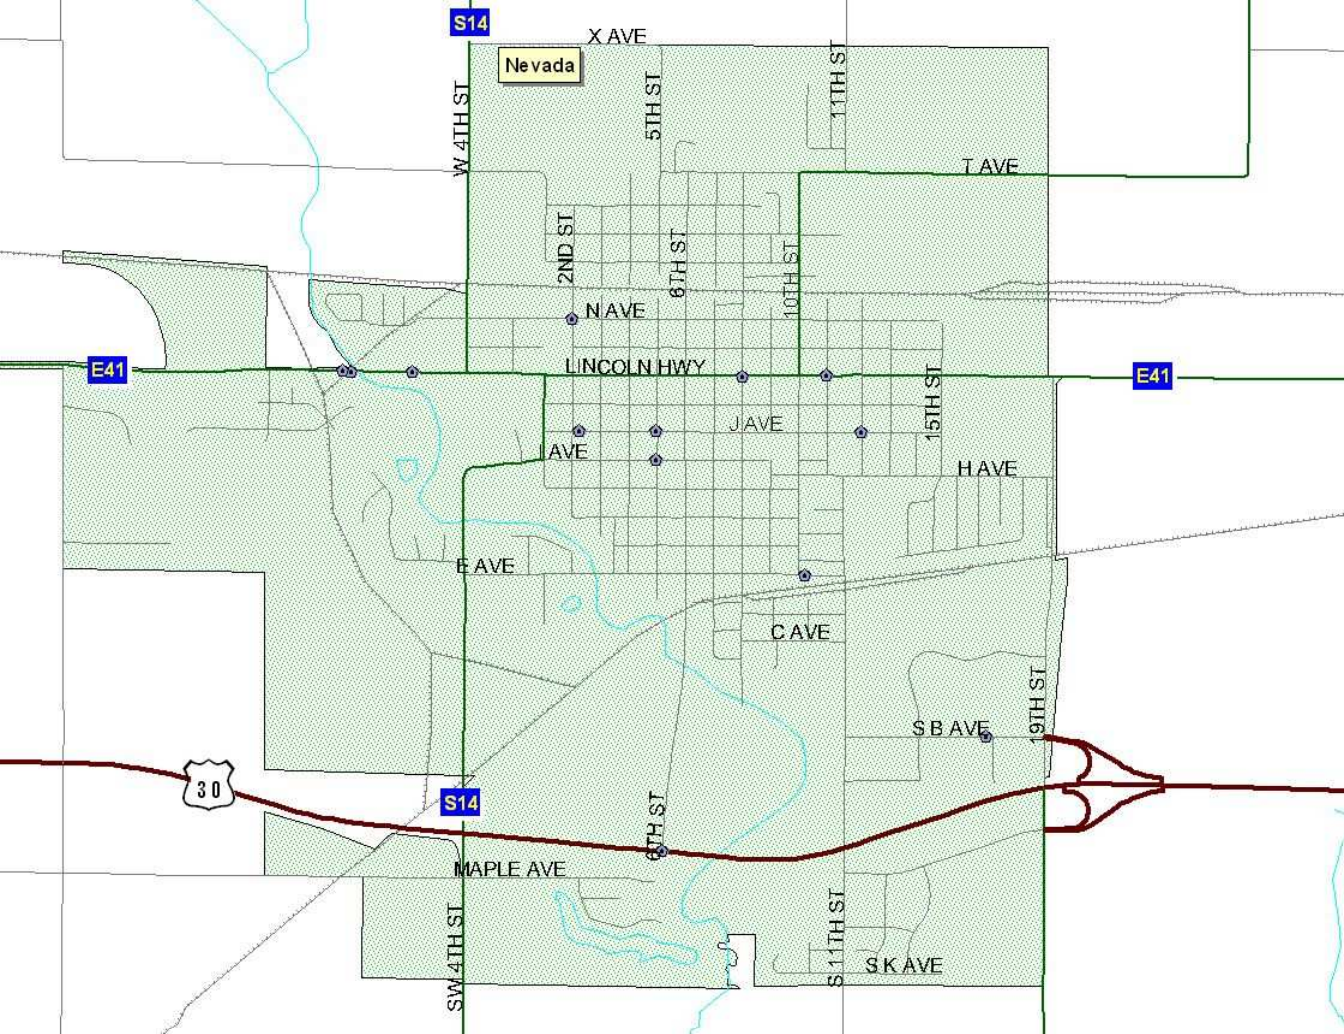 S14
X AVE
Nevada
W 4TH ST
5TH ST
11TH ST
T AVE
2ND ST
6TH ST
10TH ST
N AVE
E41
LINCOLN HWY
E41
15TH ST
J AVE
AVE
H AVE
E AVE
C AVE
19TH ST
S B AVE
30
S14
6TH ST
MAPLE AVE
SW 4TH ST
S 11TH ST
S K AVE